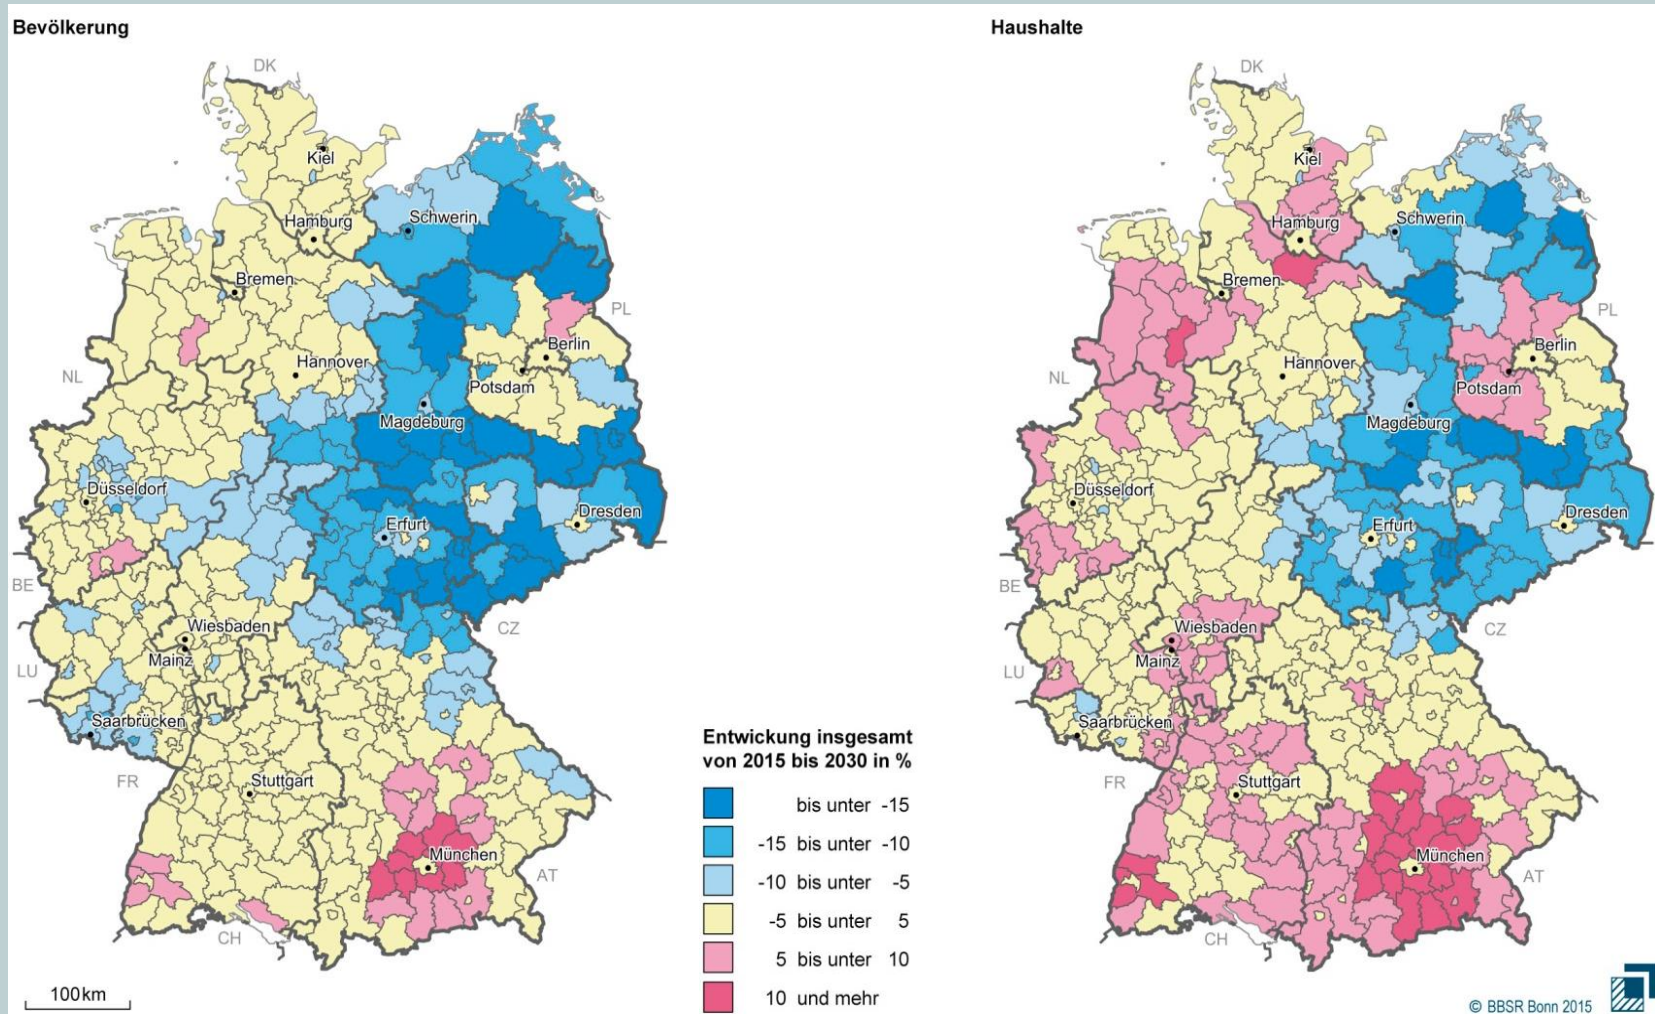 Bevölkerung
DK
Kiel
Hamburg
Schwerin
Bremen
PL
Berlin
Hannover
NL
Potsdam
Magdeburg
Düsseldorf
Dresden
Erfurt
BE
CZ
Wiesbaden
Mainz
LU
Saarbrücken
FR
Stuttgart
München
AT
CH
100 km
Haushalte
DK
Kiel
Hamburg
Schwerin
Bremen
PL
Berlin
Hannover
NL
Potsdam
Magdeburg
Düsseldorf
Dresden
Erfurt
BE
CZ
Wiesbaden
Mainz
LU
Saarbrücken
FR
Stuttgart
München
AT
CH
Entwickung insgesamt
von 2015 bis 2030 in %
bis unter -15
-15 bis unter -10
-10 bis unter -5
-5 bis unter 5
5 bis unter 10
10 und mehr
© BBSR Bonn 2015